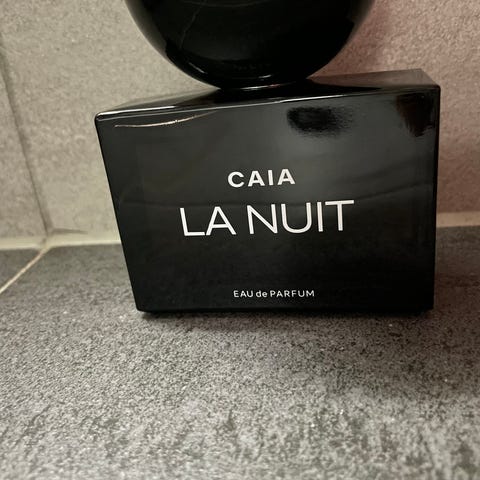 CAIA
LA NUIT
EAU de PARFUM